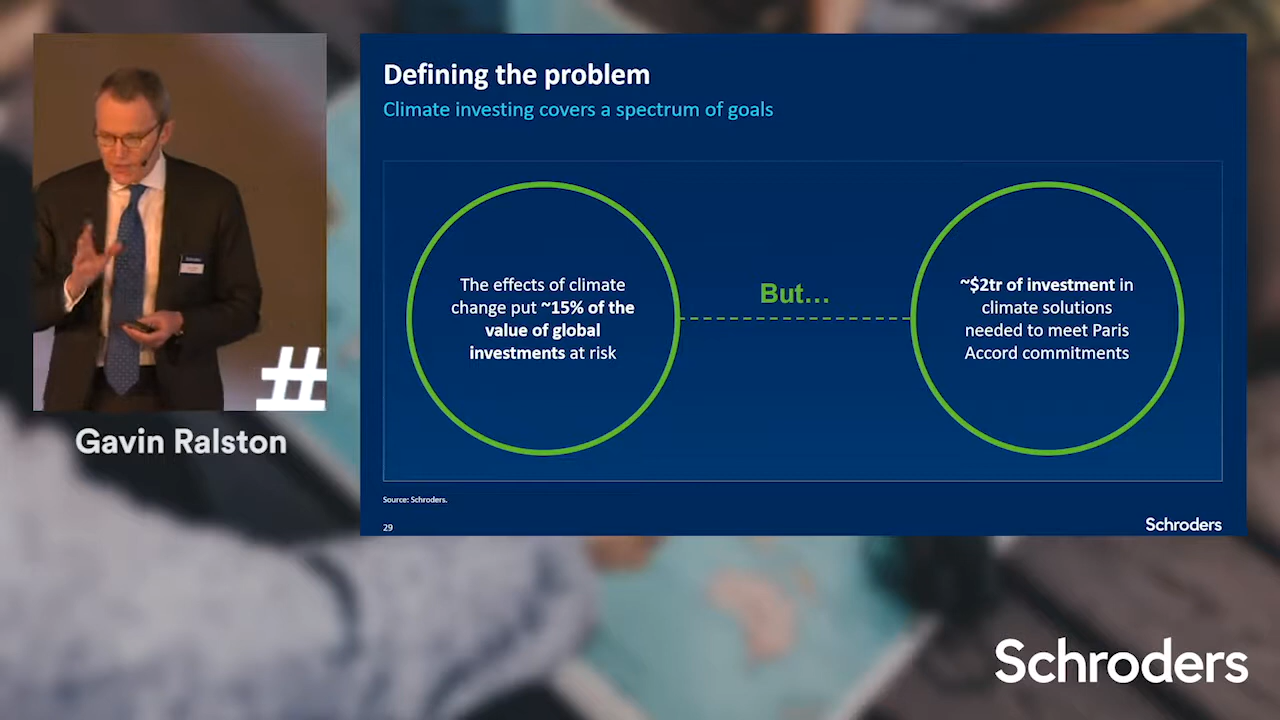 Defining the problem
Climate investing covers a spectrum of goals
The effects of climate
change put ~15% of the
value of global
investments at risk
But...
~$2tr of investment in
climate solutions
needed to meet Paris
Accord commitments
Source: Schroders.
29
Schroders
#
Gavin Ralston
Schroders